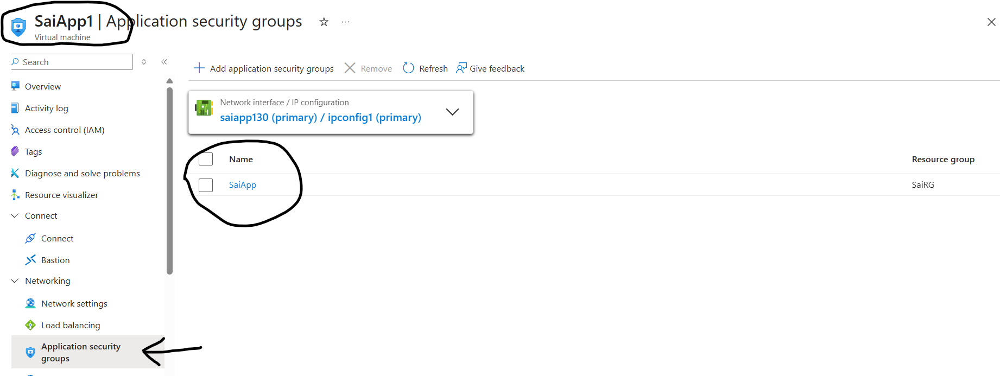 SaiApp1 | Application security groups
Virtual machine
Search
Overview
Activity log
Access control (IAM)
Tags
Diagnose and solve problems
Resource visualizer
Connect
Connect
Bastion
Networking
Network settings
Load balancing
Application security
groups
Add application security groups Remove Refresh Give feedback
Network interface / IP configuration
saiapp130 (primary) / ipconfig1 (primary)
Name Resource group
SaiApp SaiRG